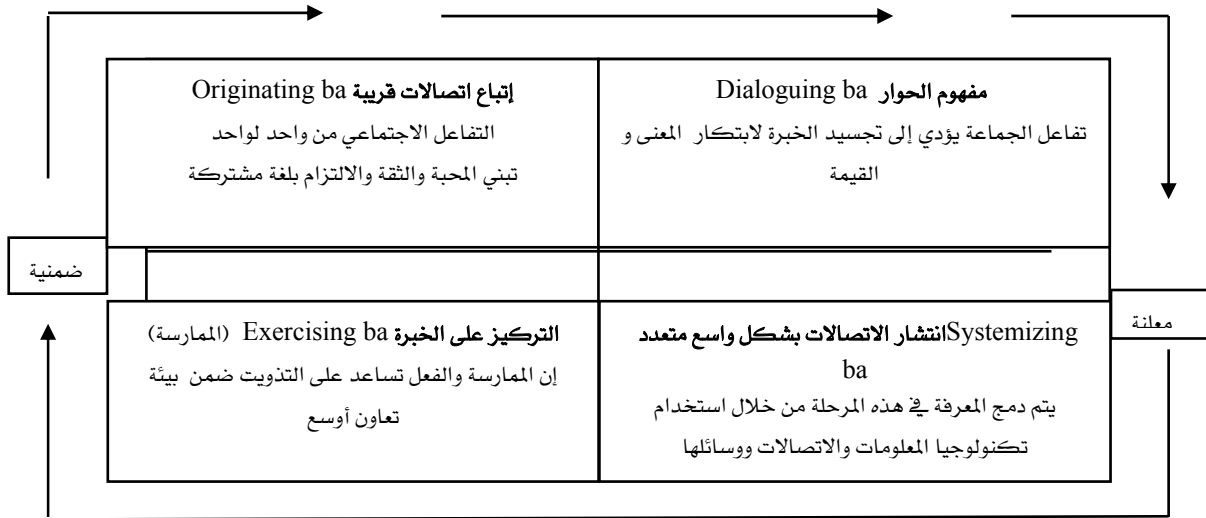 إتباع اتصالات قريبة Originating ba
التفاعل الاجتماعي من واحد لواحد
تبني المحبة والثقة والالتزام بلغة مشتركة
مفهوم الحوار Dialoguing ba
تفاعل الجماعة يؤدي إلى تجسيد الخبرة لابتكار المعنى و
القيمة
ضمنية
معلنة
التركيز على الخبرة Exercising ba (الممارسة)
إن الممارسة والفعل تساعد على التذويت ضمن بيئة
تعاون أوسع
Systemizingانتشار الاتصالات بشكل واسع متعدد
ba
يتم دمج المعرفة في هذه المرحلة من خلال استخدام
تكنولوجيا المعلومات والاتصالات ووسائلها